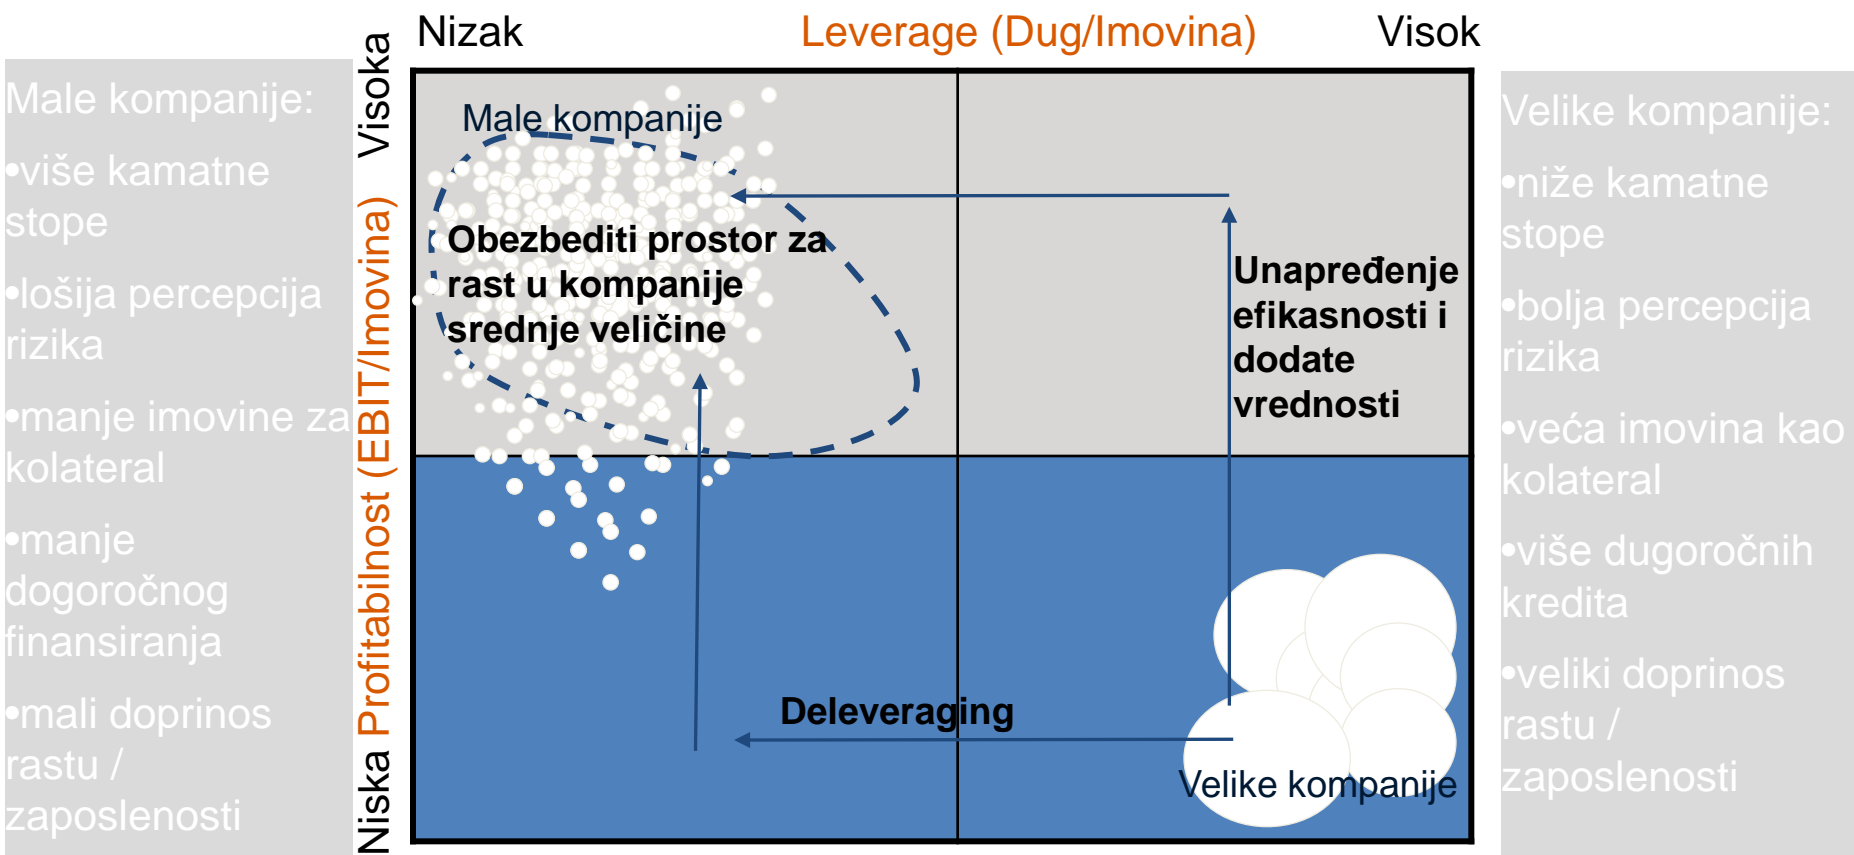 Nizak
Leverage (Dug/Imovina)
Visok
Male kompanije:
•više kamatne
stope
•lošija percepcija
rizika
•manje imovine za
kolateral
•manje
dogoročnog
finansiranja
•mali doprinos
rastu /
zaposlenosti
Visoka
Profitabilnost (EBIT/Imovina)
Niska
Male kompanije
Obezbediti prostor za
rast u kompanije
srednje veličine
Unapređenje
efikasnosti i
dodate
vrednosti
Deleveraging
Velike kompanije
Velike kompanije:
•niže kamatne
stope
•bolja percepcija
rizika
•veća imovina kao
kolateral
•više dugoročnih
kredita
•veliki doprinos
rastu /
zaposlenosti